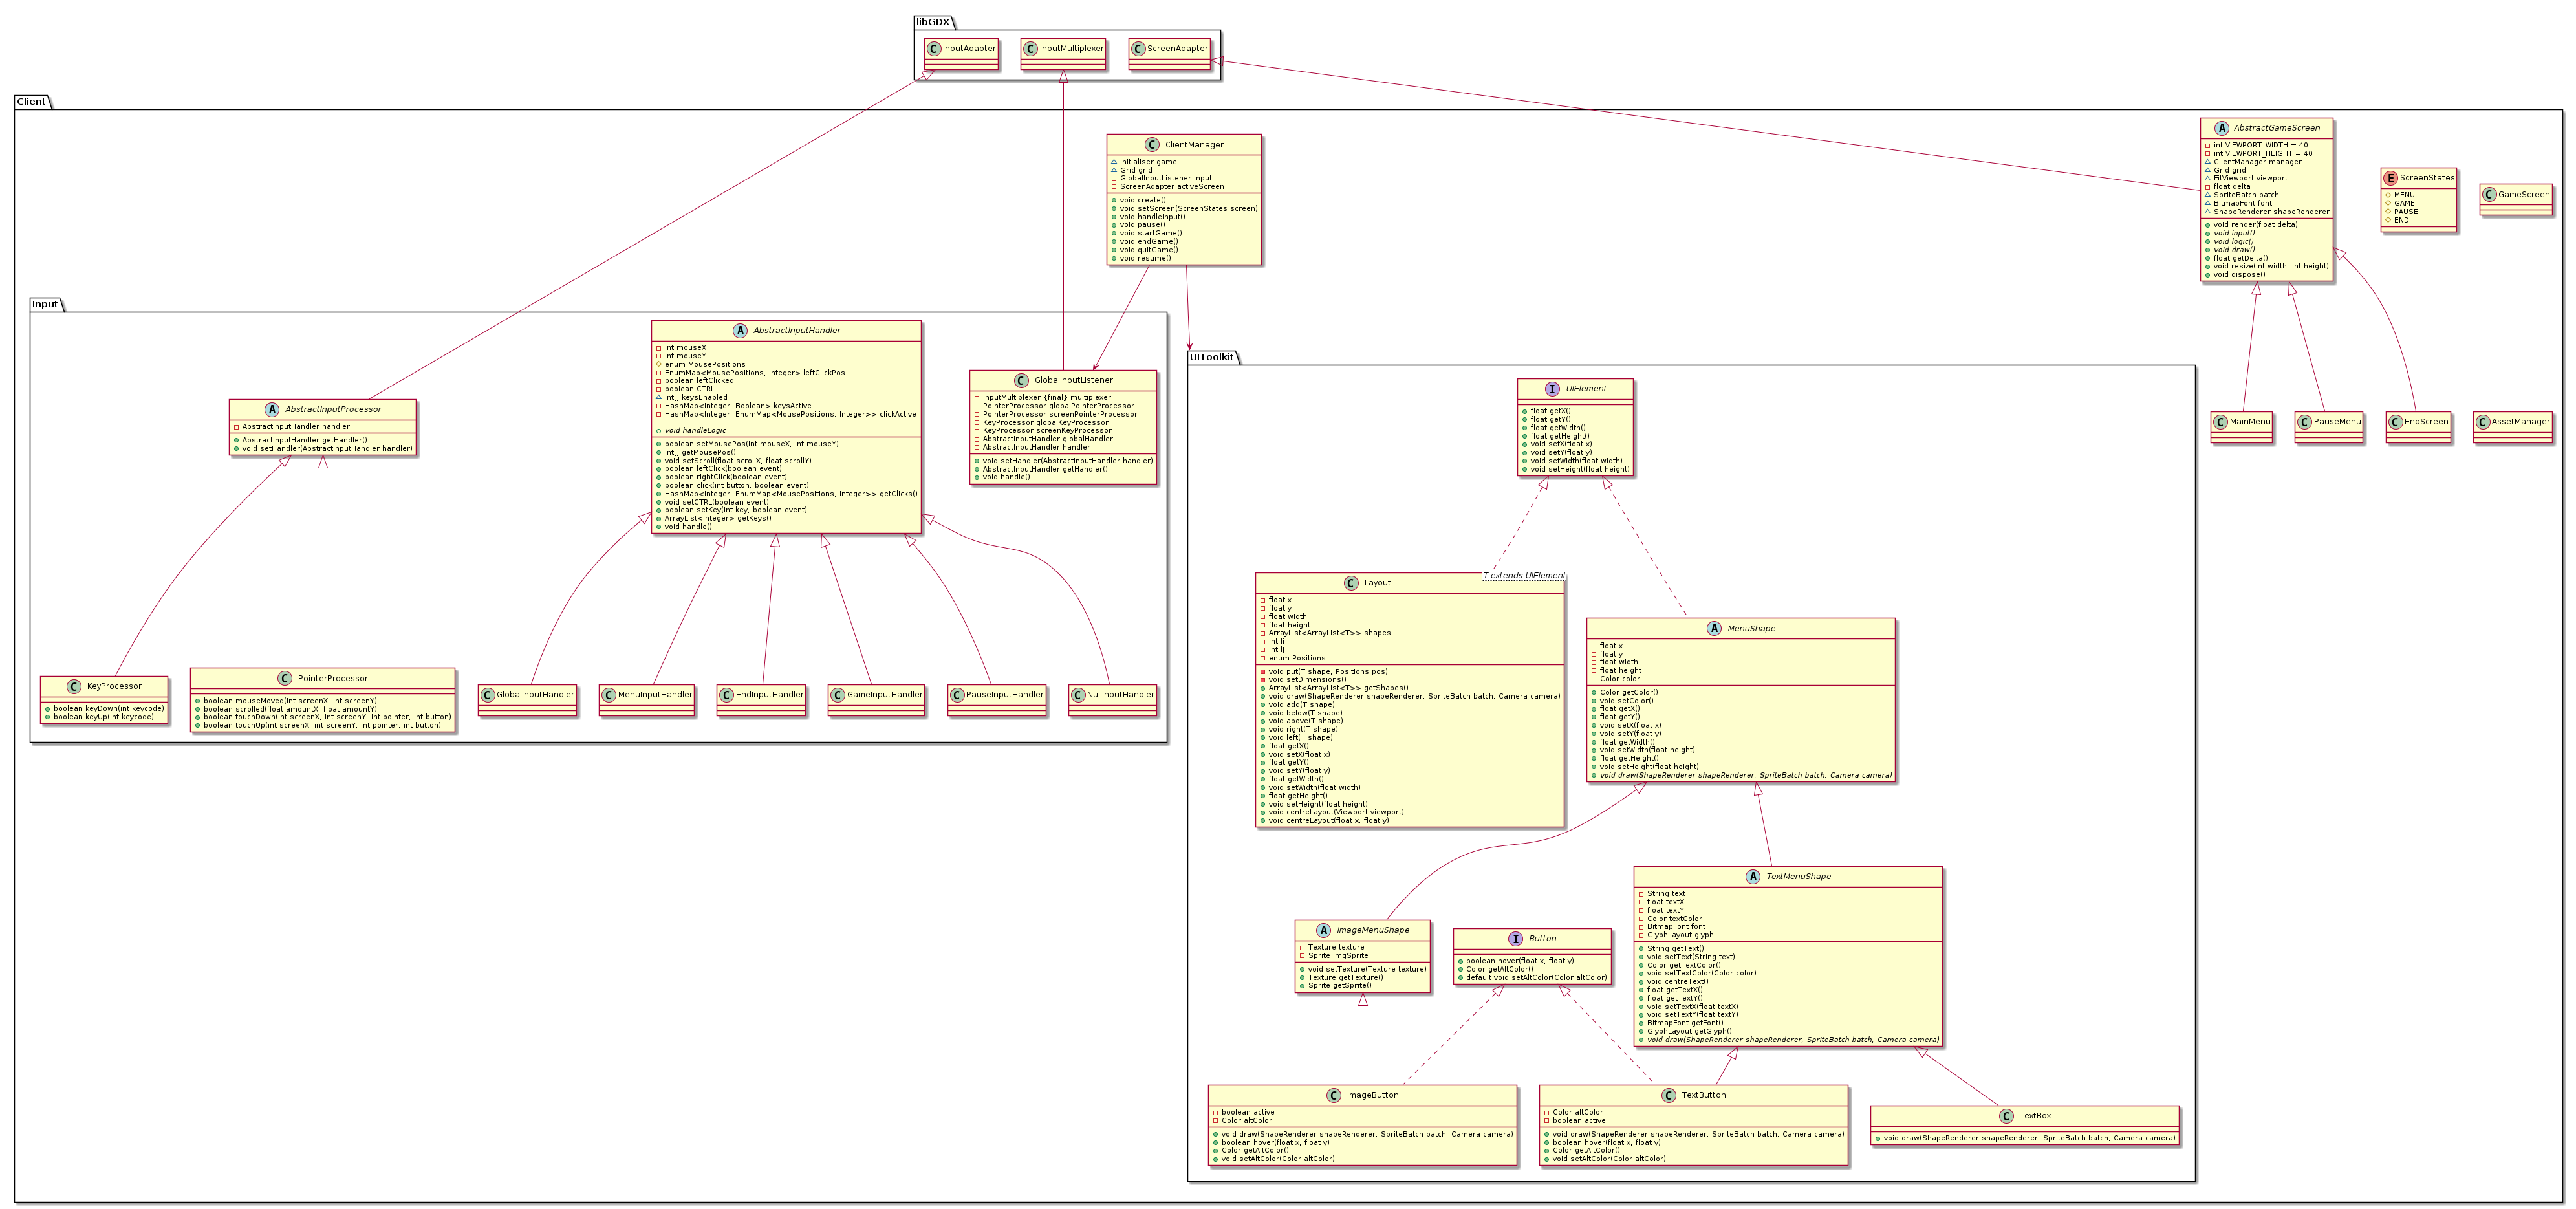 libGDX
C InputAdapter
C InputMultiplexer
C ScreenAdapter
Client
C ClientManager
Initialiser game
Grid grid
GlobalInputListener input
ScreenAdapter activeScreen
void create()
void setScreen(ScreenStates screen)
void handleInput()
void pause()
void startGame()
void endGame()
void quitGame()
void resume()
A AbstractGameScreen
int VIEWPORT_WIDTH = 40
int VIEWPORT_HEIGHT = 40
ClientManager manager
Grid grid
FitViewport viewport
float delta
SpriteBatch batch
BitmapFont font
ShapeRenderer shapeRenderer
void render(float delta)
void input()
void logic()
void draw()
float getDelta()
void resize(int width, int height)
void dispose()
E ScreenStates
MENU
GAME
PAUSE
END
C GameScreen
Input
A AbstractInputProcessor
AbstractInputHandler handler
AbstractInputHandler getHandler()
void setHandler(AbstractInputHandler handler)
A AbstractInputHandler
int mouseX
int mouseY
enum MousePositions
EnumMap<MousePositions, Integer> leftClickPos
boolean leftClicked
boolean CTRL
int[] keysEnabled
HashMap<Integer, Boolean> keysActive
HashMap<Integer, EnumMap<MousePositions, Integer>> clickActive
void handleLogic
boolean setMousePos(int mouseX, int mouseY)
int[] getMousePos()
void setScroll(float scrollX, float scrollY)
boolean leftClick(boolean event)
boolean rightClick(boolean event)
boolean click(int button, boolean event)
HashMap<Integer, EnumMap<MousePositions, Integer>> getClicks()
void setCTRL(boolean event)
boolean setKey(int key, boolean event)
ArrayList<Integer> getKeys()
void handle()
C GlobalInputListener
InputMultiplexer {final} multiplexer
PointerProcessor globalPointerProcessor
PointerProcessor screenPointerProcessor
KeyProcessor globalKeyProcessor
KeyProcessor screenKeyProcessor
AbstractInputHandler globalHandler
AbstractInputHandler handler
void setHandler(AbstractInputHandler handler)
AbstractInputHandler getHandler()
void handle()
C KeyProcessor
boolean keyDown(int keycode)
boolean keyUp(int keycode)
C PointerProcessor
boolean mouseMoved(int screenX, int screenY)
boolean scrolled(float amountX, float amountY)
boolean touchDown(int screenX, int screenY, int pointer, int button)
boolean touchUp(int screenX, int screenY, int pointer, int button)
C GlobalInputHandler
C MenuInputHandler
C EndInputHandler
C GameInputHandler
C PauseInputHandler
C NullInputHandler
UIToolkit
I UIElement
float getX()
float getY()
float getWidth()
float getHeight()
void setX(float x)
void setY(float y)
void setWidth(float width)
void setHeight(float height)
C MainMenu
C PauseMenu
C EndScreen
C AssetManager
C Layout
T extends UIElement
float x
float y
float width
float height
ArrayList<ArrayList<T>> shapes
int li
int lj
enum Positions
void put(T shape, Positions pos)
void setDimensions()
ArrayList<ArrayList<T>> getShapes()
void draw(ShapeRenderer shapeRenderer, SpriteBatch batch, Camera camera)
void add(T shape)
void below(T shape)
void above(T shape)
void right(T shape)
void left(T shape)
float getX()
void setX(float x)
float getY()
void setY(float y)
float getWidth()
void setWidth(float width)
float getHeight()
void setHeight(float height)
void centreLayout(Viewport viewport)
void centreLayout(float x, float y)
A MenuShape
float x
float y
float width
float height
Color color
Color getColor()
void setColor()
float getX()
float getY()
void setX(float x)
void setY(float y)
float getWidth()
void setWidth(float height)
float getHeight()
void setHeight(float height)
void draw(ShapeRenderer shapeRenderer, SpriteBatch batch, Camera camera)
A ImageMenuShape
Texture texture
Sprite imgSprite
void setTexture(Texture texture)
Texture getTexture()
Sprite getSprite()
I Button
boolean hover(float x, float y)
Color getAltColor()
default void setAltColor(Color altColor)
A TextMenuShape
String text
float textX
float textY
Color textColor
BitmapFont font
GlyphLayout glyph
String getText()
void setText(String text)
Color getTextColor()
void setTextColor(Color color)
void centreText()
float getTextX()
float getTextY()
void setTextX(float textX)
void setTextY(float textY)
BitmapFont getFont()
GlyphLayout getGlyph()
void draw(ShapeRenderer shapeRenderer, SpriteBatch batch, Camera camera)
C ImageButton
boolean active
Color altColor
void draw(ShapeRenderer shapeRenderer, SpriteBatch batch, Camera camera)
boolean hover(float x, float y)
Color getAltColor()
void setAltColor(Color altColor)
C TextButton
Color altColor
boolean active
void draw(ShapeRenderer shapeRenderer, SpriteBatch batch, Camera camera)
boolean hover(float x, float y)
Color getAltColor()
void setAltColor(Color altColor)
C TextBox
void draw(ShapeRenderer shapeRenderer, SpriteBatch batch, Camera camera)